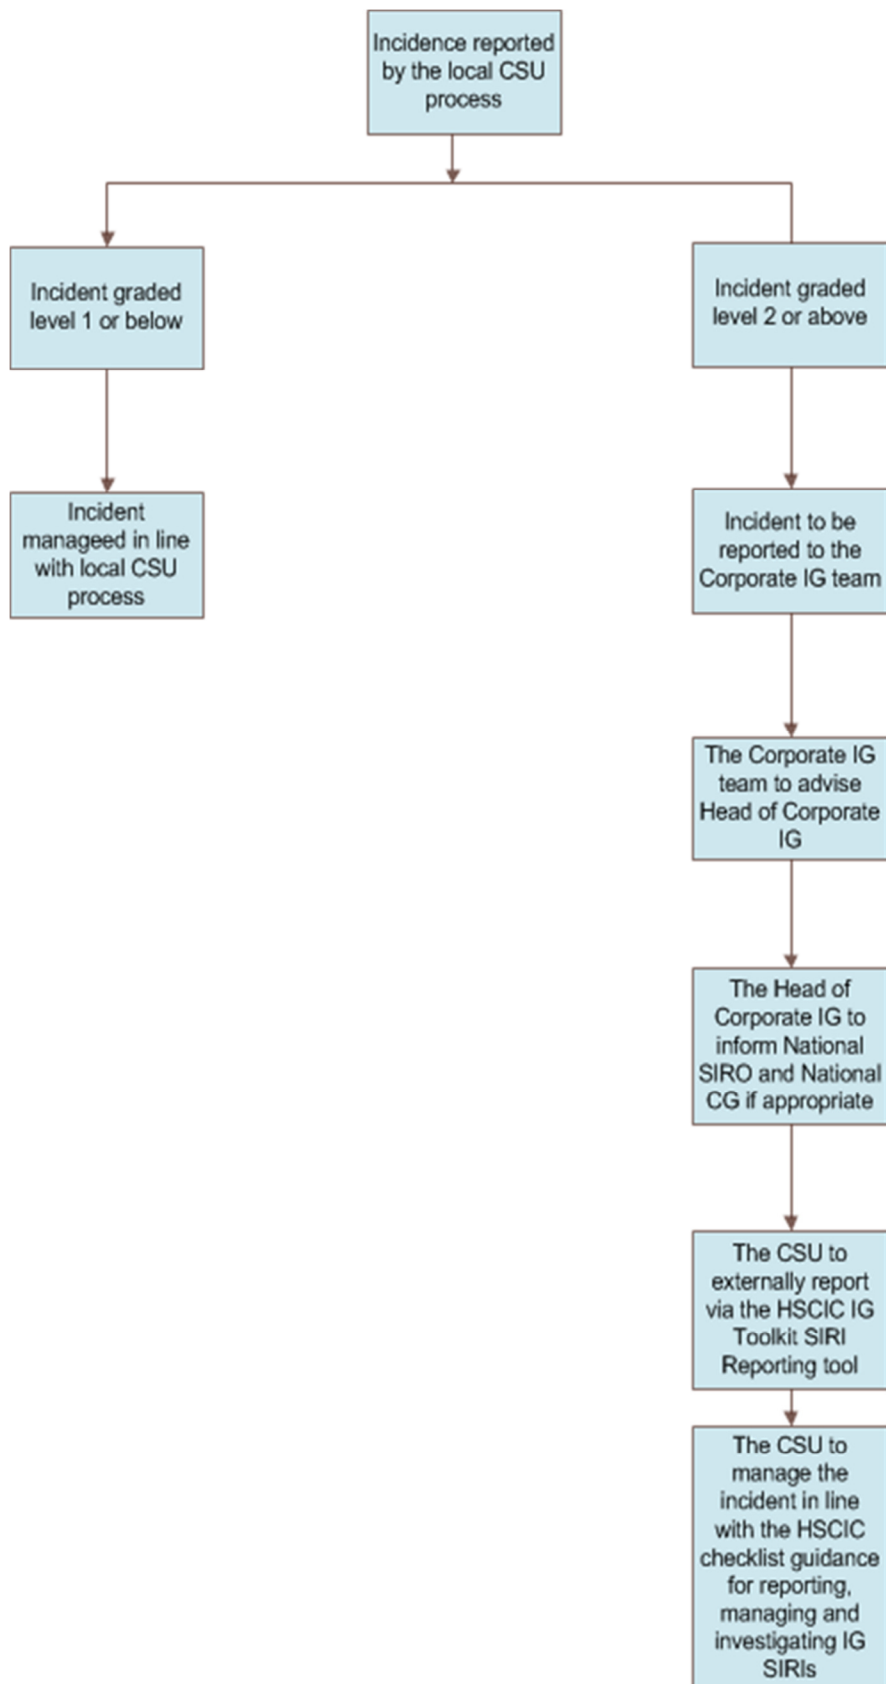 Incidence reported
by the local CSU
process
Incident graded
level 1 or below
Incident graded
level 2 or above
Incident
manageed in line
with local CSU
process
Incident to be
reported to the
Corporate IG team
The Corporate IG
team to advise
Head of Corporate
IG
The Head of
Corporate IG to
inform National
SIRO and National
CG if appropriate
The CSU to
externally report
via the HSCIC IG
Toolkit SIRI
Reporting tool
The CSU to
manage the
incident in line
with the HSCIC
checklist guidance
for reporting,
managing and
investigating IG
SIRIs